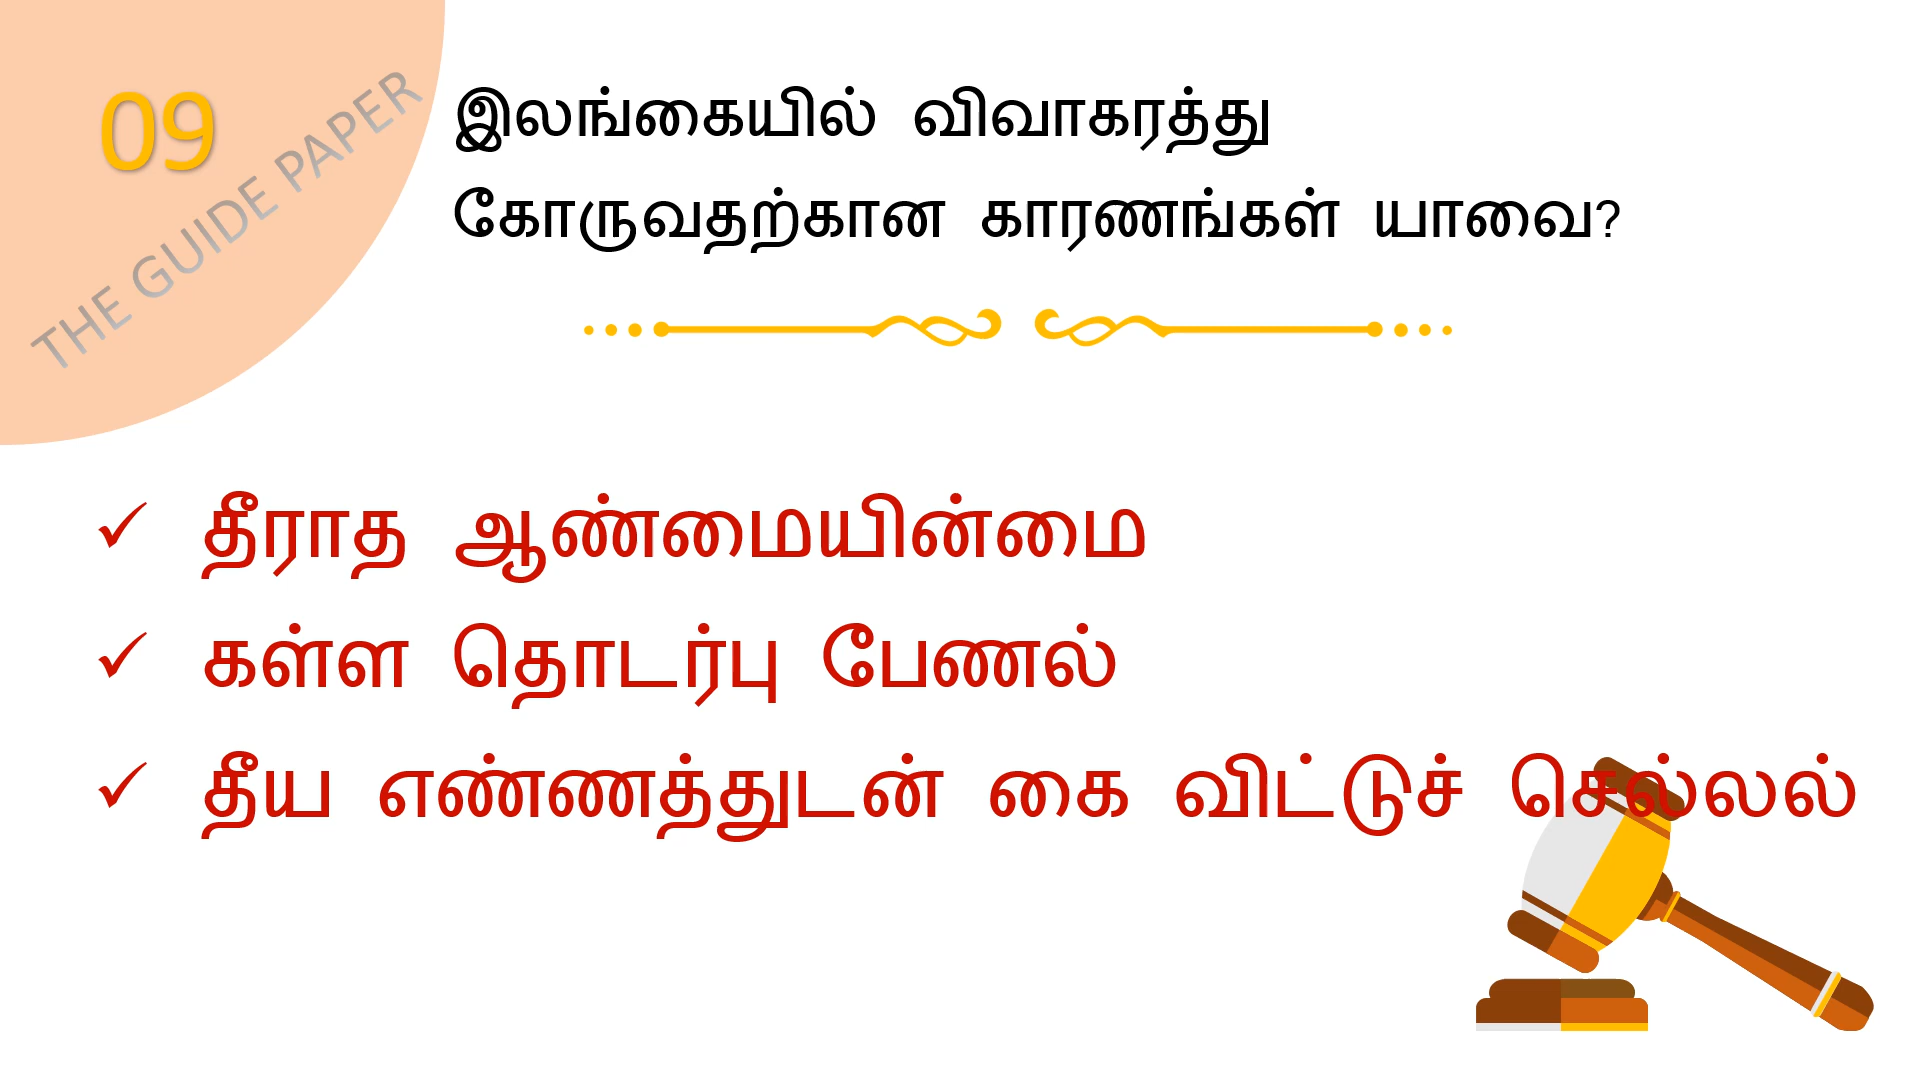 09
THE GUIDE PAPER
இலங்கையில் விவாகரத்து
கோருவதற்கான காரணங்கள் யாவை?
✓ தீராத ஆண்மையின்மை
✓ கள்ள தொடர்பு பேணல்
✓ தீய எண்ணத்துடன் கை விட்டுச் செல்லல்